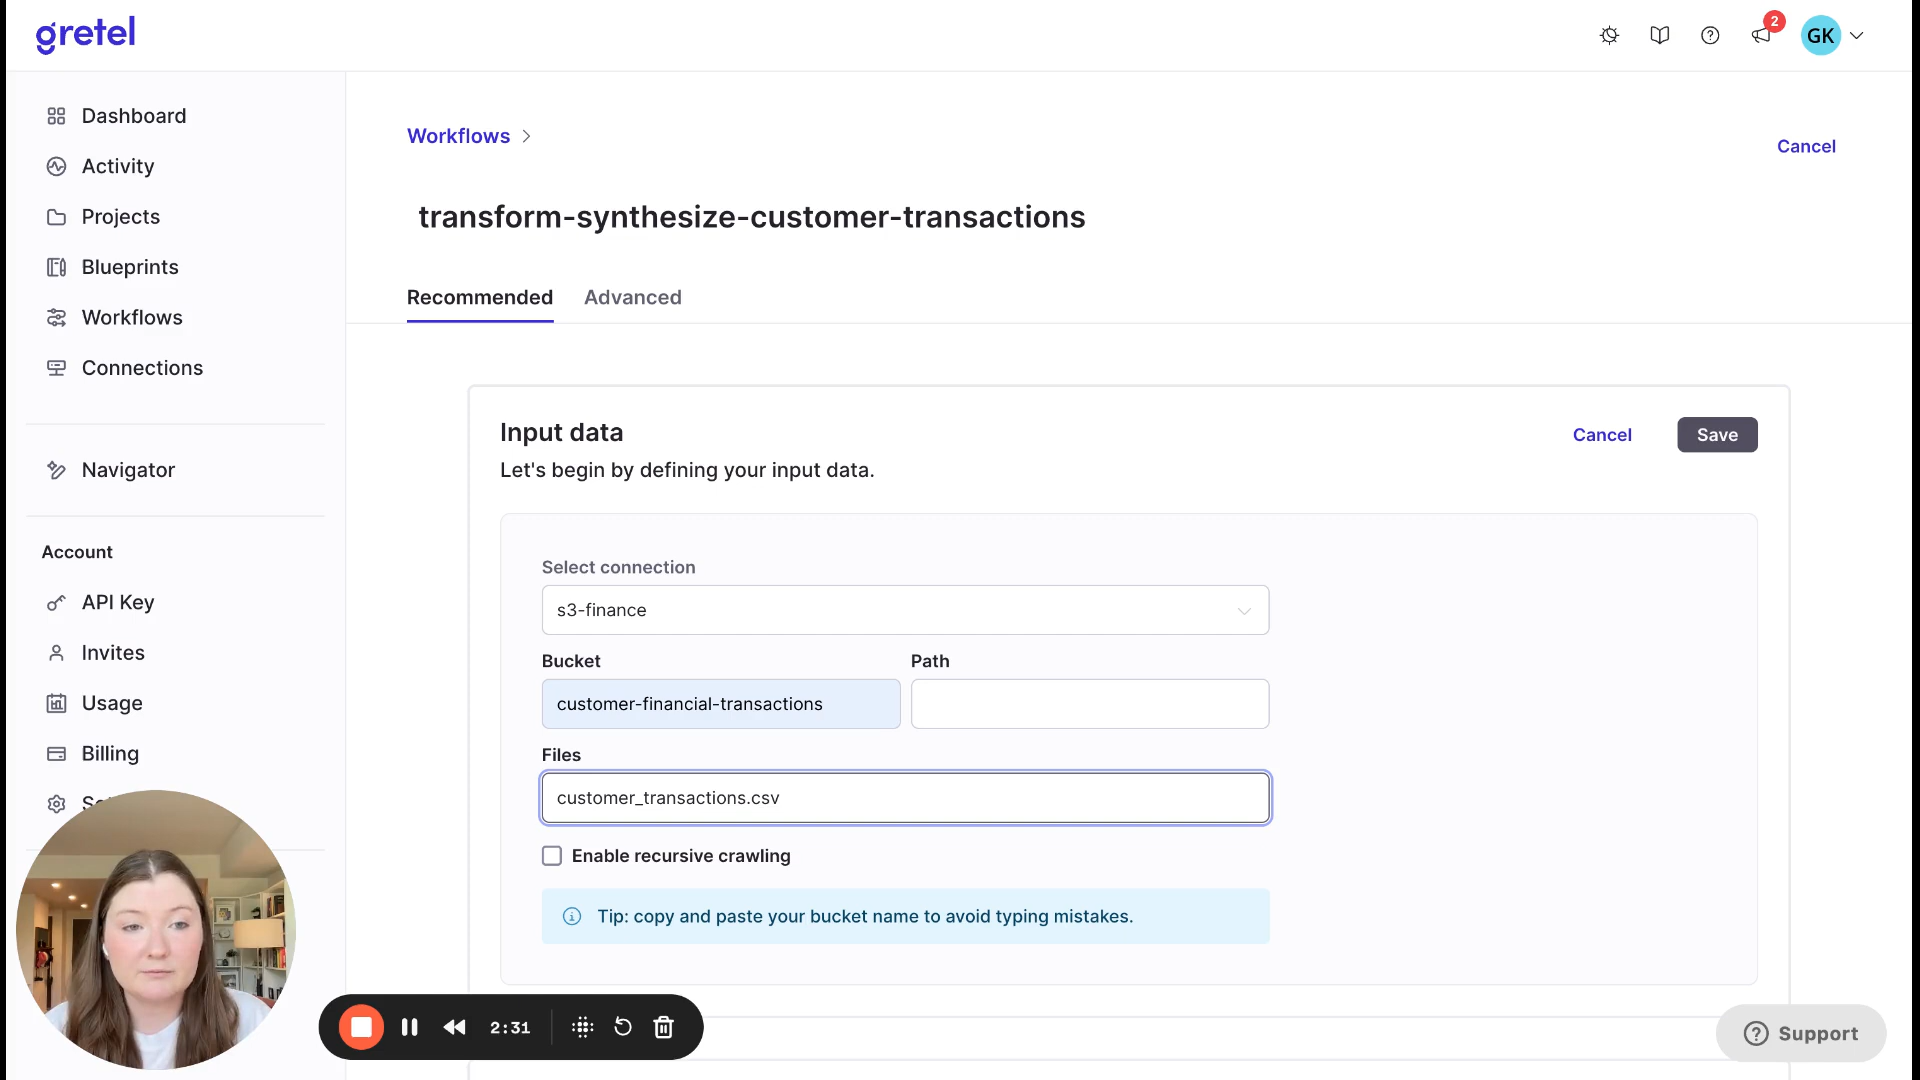 gretel
2
GK
Dashboard
Activity
Projects
Blueprints
Workflows
Connections
Navigator
Account
API Key
Invites
Usage
Billing
Workflows
Cancel
transform-synthesize-customer-transactions
Recommended
Advanced
Input data
Cancel
Save
Let's begin by defining your input data.
Select connection
s3-finance
Bucket
Path
customer-financial-transactions
Files
customer_transactions.csv
Enable recursive crawling
Tip: copy and paste your bucket name to avoid typing mistakes.
2:31
Support